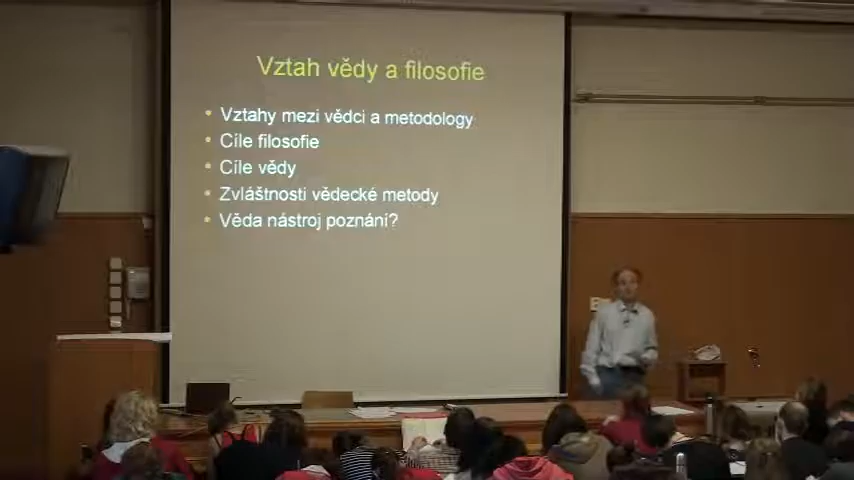 Vztah vědy a filosofie
• Vztahy mezi vědci a metodology
• Cíle filosofie
• Cíle vědy
• Zvláštnosti vědecké metody
• Věda nástroj poznání?